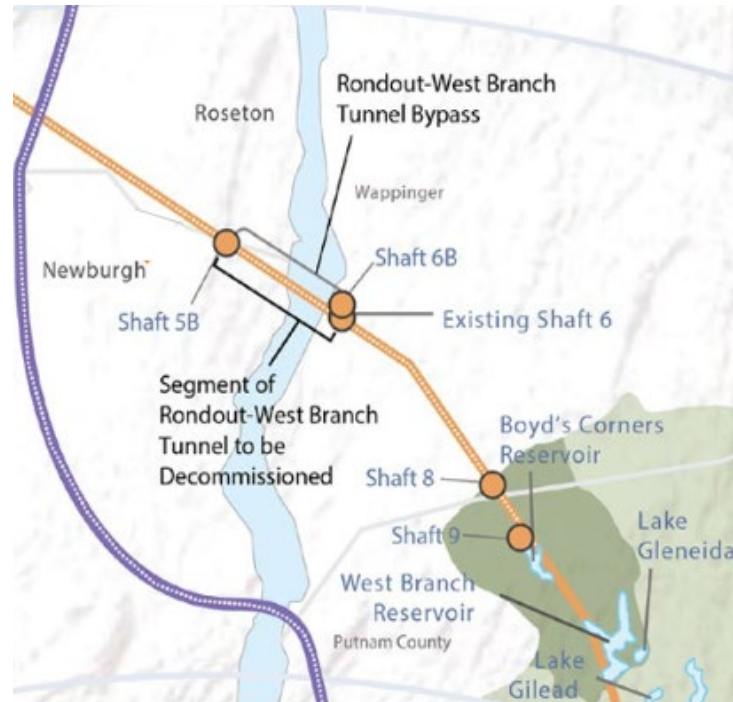 Rondout-West Branch
Tunnel Bypass
Roseton
Wappinger
Shaft 6B
Newburgh
Shaft 5B
Existing Shaft 6
Segment of
Rondout-West Branch
Tunnel to be
Decommissioned
Boyd's Corners
Reservoir
Shaft 8
Shaft 9
Lake
Gleneida
West Branch
Reservoir
Putnam County
Lake
Gilead